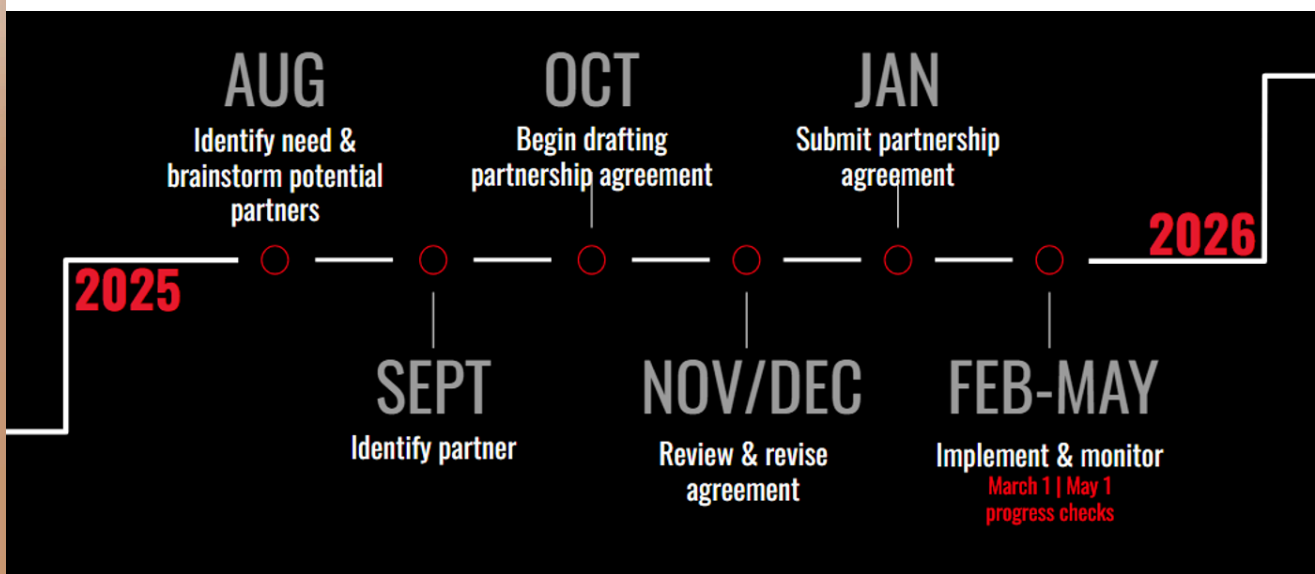 AUG
Identify need &
brainstorm potential
partners
OCT
Begin drafting
partnership agreement
JAN
Submit partnership
agreement
2025
2026
SEPT
Identify partner
NOV/DEC
Review & revise
agreement
FEB-MAY
Implement & monitor
March 1 | May 1
progress checks